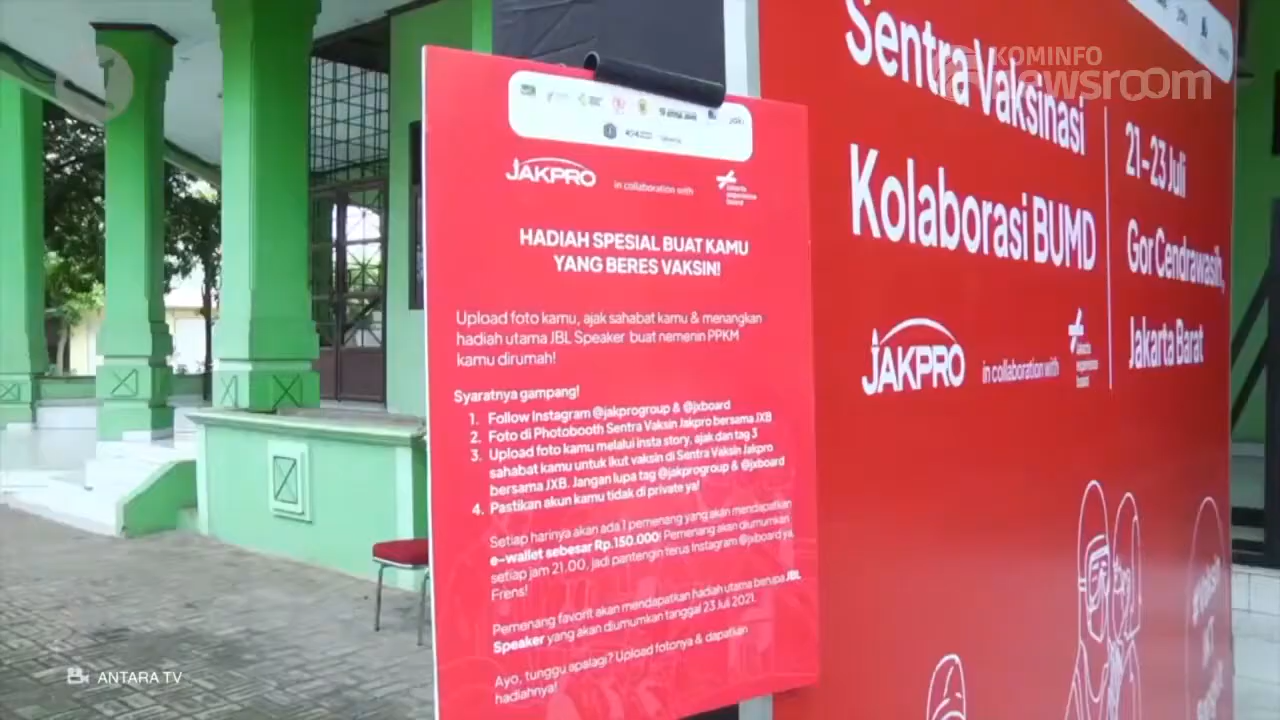 KOMINFO
newsroom
JAKPRO
in collaboration with
Jakarta
experience
board
HADIAH SPESIAL BUAT KAMU
YANG BERES VAKSIN!
Upload foto kamu, ajak sahabat kamu & menangkan
hadiah utama JBL Speaker buat nemenin PPKM
kamu dirumah!
Syaratnya gampang!
1. Follow Instagram @jakprogroup & @jxboard
2. Foto di Photobooth Sentra Vaksin Jakpro bersama JXB
3. Upload foto kamu melalui insta story, ajak dan tag 3
sahabat kamu untuk ikut vaksin di Sentra Vaksin Jakpro
bersama JXB. Jangan lupa tag @jakprogroup & @jxboard
4. Pastikan akun kamu tidak di private ya!
Setiap harinya akan ada 1 pemenang yang akan mendapatkan
e-wallet sebesar Rp.150.000! Pemenang akan diumumkan
setiap jam 21.00, jadi pantengin terus Instagram @jxboard ya,
Frens!
Pemenang favorit akan mendapatkan hadiah utama berupa JBL
Speaker yang akan diumumkan tanggal 23 Juli 2021.
Ayo, tunggu apalagi? Upload fotonya & dapatkan
hadiahnya!
Sentra Vaksinasi
Kolaborasi BUMD
21-23 Juli
Gor Cendrawasih,
Jakarta Barat
JAKPRO
in collaboration with
Jakarta
experience
board
ANTARA TV